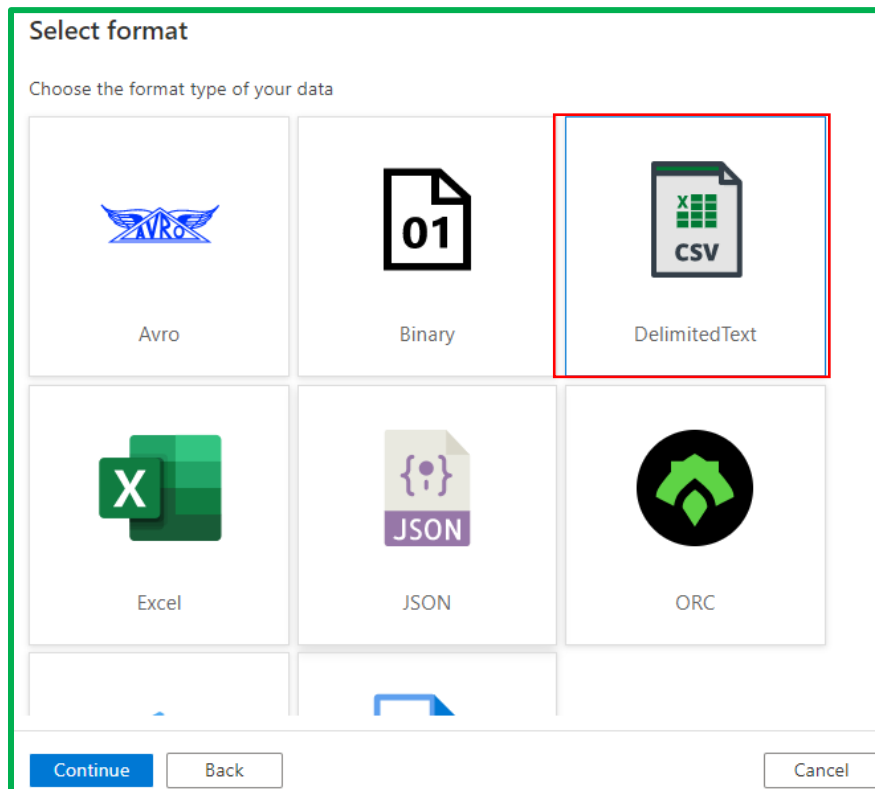 Select format
Choose the format type of your data
AVRO
01
X
CSV
Avro
Binary
DelimitedText
X
{ }
JSON
Excel
JSON
ORC
Continue
Back
Cancel